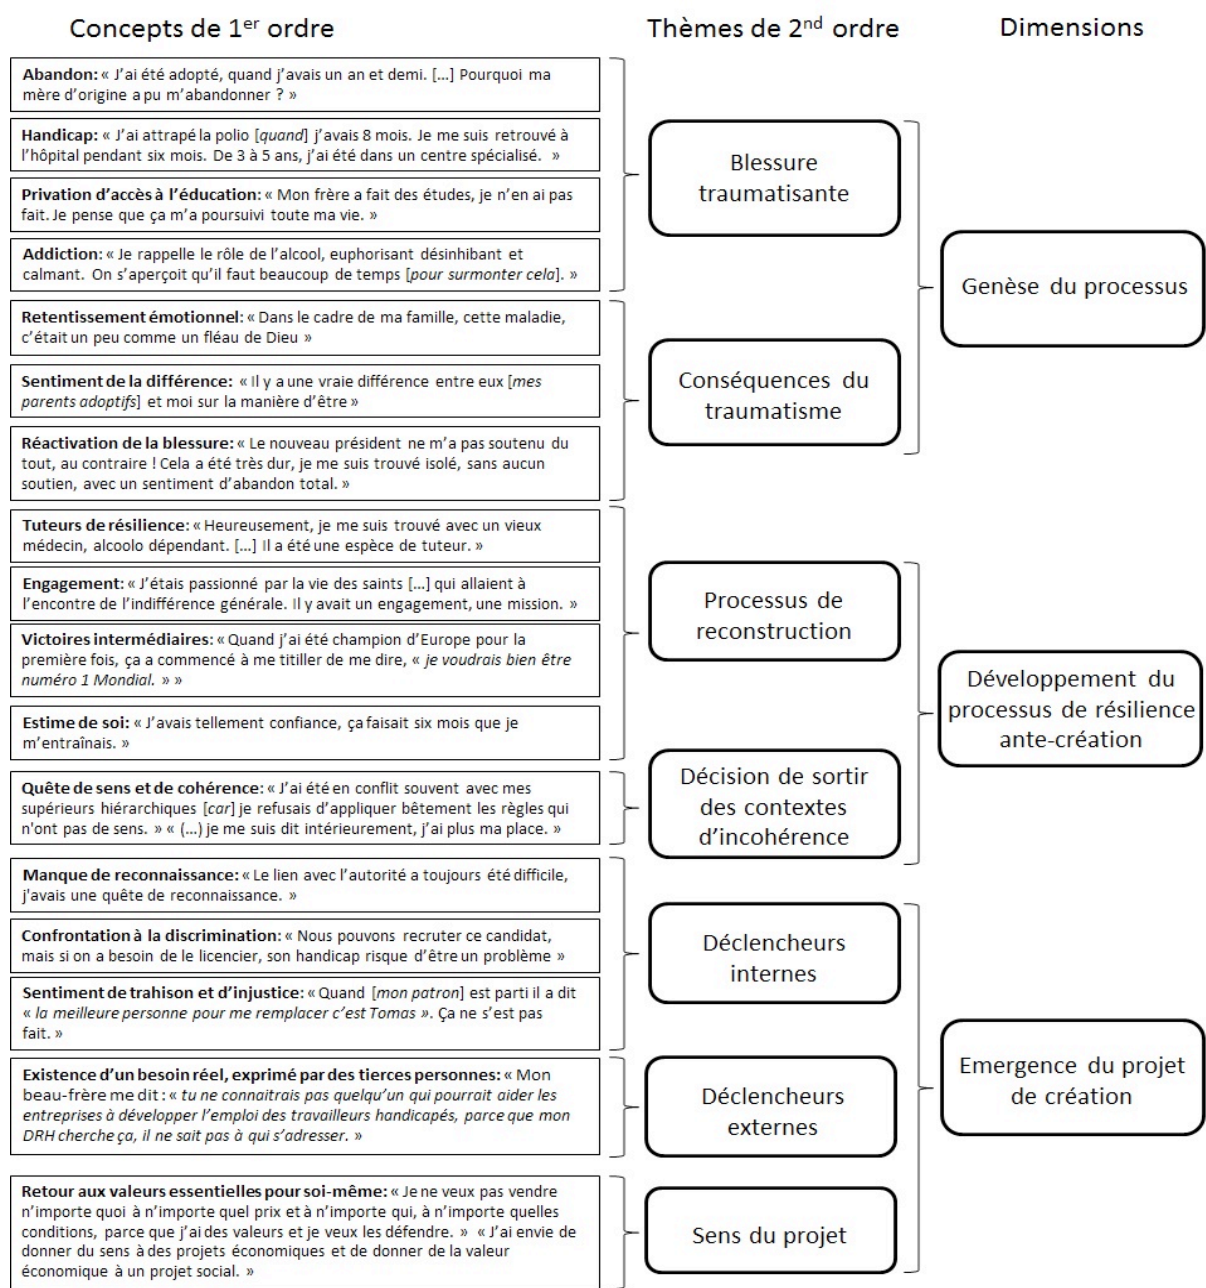 Concepts de 1er ordre
Thèmes de 2nd ordre
Dimensions
Abandon: « J’ai été adopté, quand j’avais un an et demi. […] Pourquoi ma
mère d’origine a pu m’abandonner ? »
Handicap: « J’ai attrapé la polio [quand] j’avais 8 mois. Je me suis retrouvé à
l’hôpital pendant six mois. De 3 à 5 ans, j’ai été dans un centre spécialisé. »
Privation d’accès à l’éducation: « Mon frère a fait des études, je n’en ai pas
fait. Je pense que ça m’a poursuivi toute ma vie. »
Addiction: « Je rappelle le rôle de l’alcool, euphorisant désinhibant et
calmant. On s’aperçoit qu’il faut beaucoup de temps [pour surmonter cela]. »
Blessure
traumatisante
Retentissement émotionnel: « Dans le cadre de ma famille, cette maladie,
c’était un peu comme un fléau de Dieu »
Sentiment de la différence: « Il y a une vraie différence entre eux [mes
parents adoptifs] et moi sur la manière d’être »
Réactivation de la blessure: « Le nouveau président ne m’a pas soutenu du
tout, au contraire ! Cela a été très dur, je me suis trouvé isolé, sans aucun
soutien, avec un sentiment d’abandon total. »
Conséquences du
traumatisme
Genèse du processus
Tuteurs de résilience: « Heureusement, je me suis trouvé avec un vieux
médecin, alcoolo dépendant. […] Il a été une espèce de tuteur. »
Engagement: « J’étais passionné par la vie des saints […] qui allaient à
l’encontre de l’indifférence générale. Il y avait un engagement, une mission. »
Victoires intermédiaires: « Quand j’ai été champion d’Europe pour la
première fois, ça a commencé à me titiller de me dire, « je voudrais bien être
numéro 1 Mondial. » »
Estime de soi: « J’avais tellement confiance, ça faisait six mois que je
m’entraînais. »
Processus de
reconstruction
Quête de sens et de cohérence: « J’ai été en conflit souvent avec mes
supérieurs hiérarchiques [car] je refusais d’appliquer bêtement les règles qui
n'ont pas de sens. » « (…) je me suis dit intérieurement, j’ai plus ma place. »
Décision de sortir
des contextes
d’incohérence
Développement du
processus de résilience
ante-création
Manque de reconnaissance: « Le lien avec l’autorité a toujours été difficile,
j'avais une quête de reconnaissance. »
Confrontation à la discrimination: « Nous pouvons recruter ce candidat,
mais si on a besoin de le licencier, son handicap risque d’être un problème »
Sentiment de trahison et d’injustice: « Quand [mon patron] est parti il a dit
« la meilleure personne pour me remplacer c’est Tomas ». Ça ne s’est pas
fait. »
Déclencheurs
internes
Existence d’un besoin réel, exprimé par des tierces personnes: « Mon
beau-frère me dit : « tu ne connaitrais pas quelqu’un qui pourrait aider les
entreprises à développer l’emploi des travailleurs handicapés, parce que mon
DRH cherche ça, il ne sait pas à qui s’adresser. »
Déclencheurs
externes
Retour aux valeurs essentielles pour soi-même: « Je ne veux pas vendre
n’importe quoi à n’importe quel prix et à n’importe qui, à n’importe quelles
conditions, parce que j’ai des valeurs et je veux les défendre. » « J’ai envie de
donner du sens à des projets économiques et de donner de la valeur
économique à un projet social. »
Sens du projet
Emergence du projet
de création